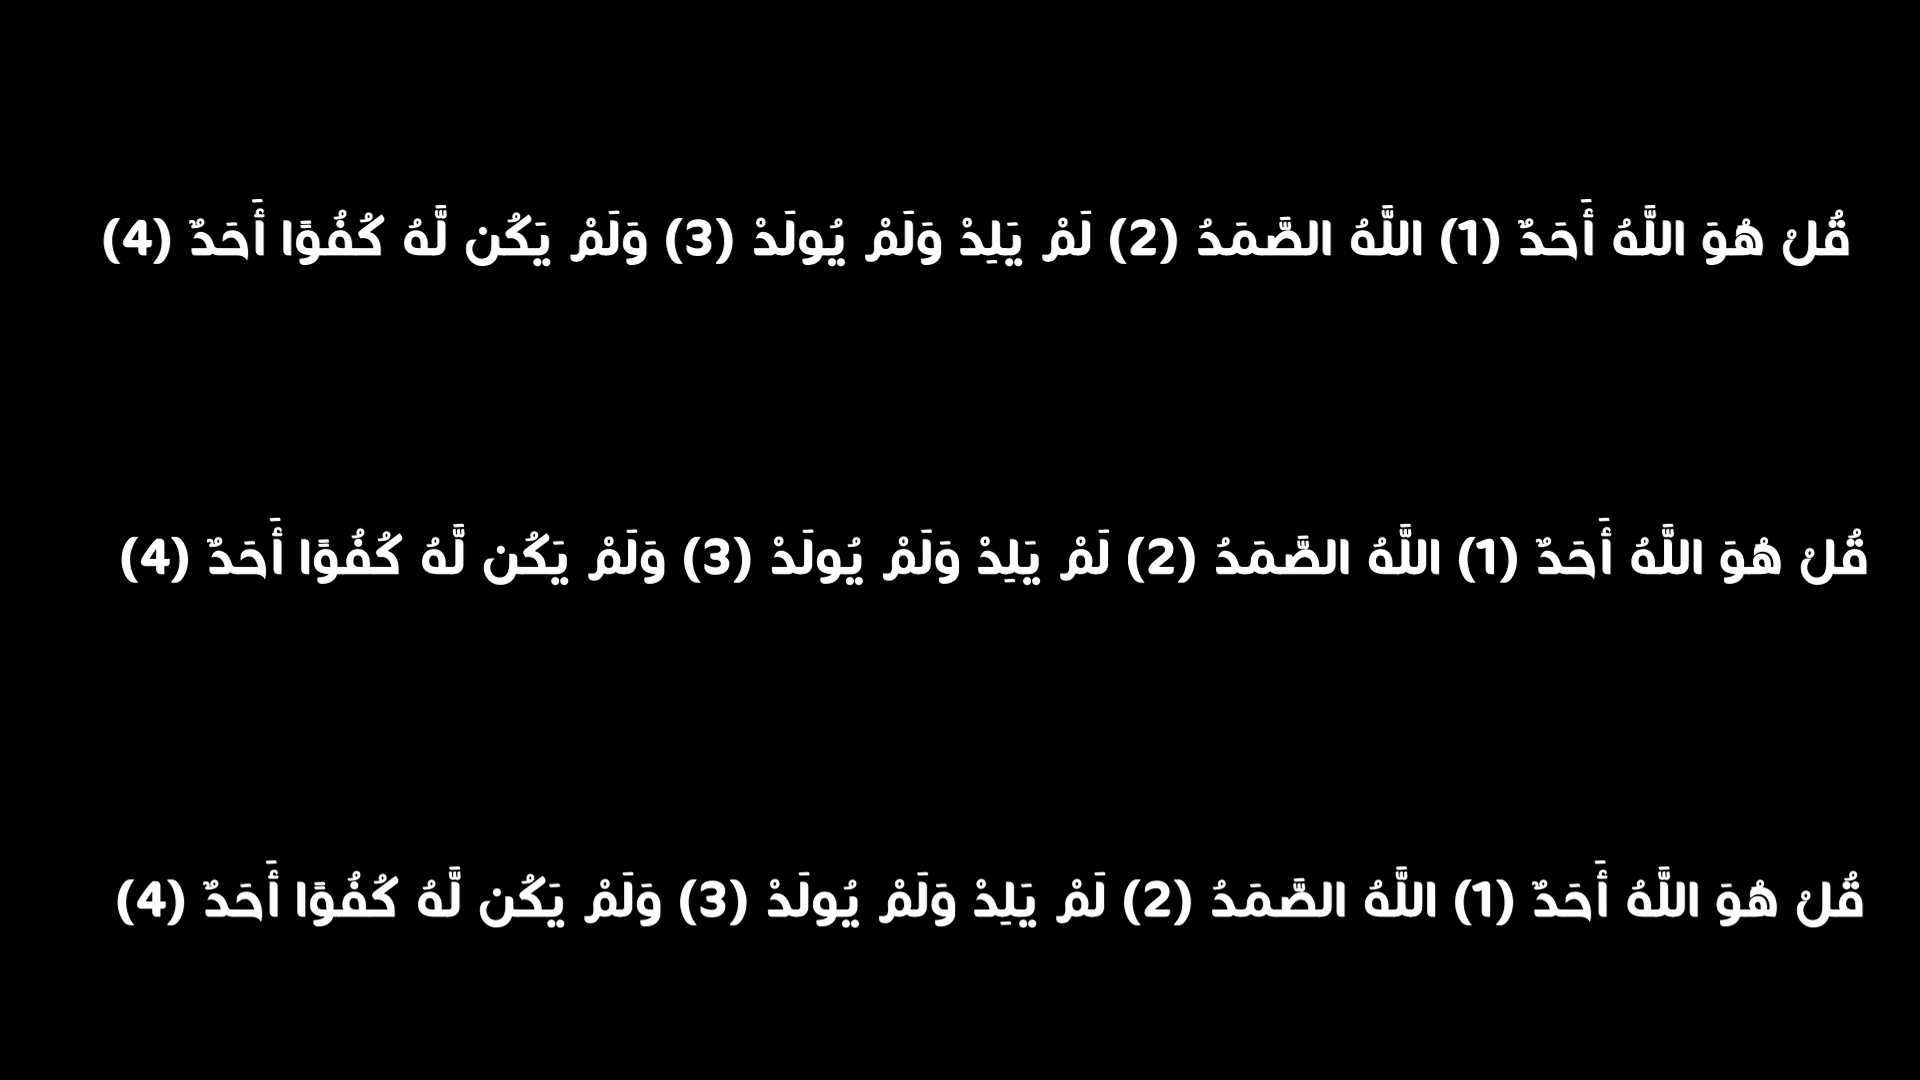 قُلْ هُوَ اللَّهُ أَحَدٌ (1) اللَّهُ الصَّمَدُ (2) لَمْ يَلِدْ وَلَمْ يُولَدْ (3) وَلَمْ يَكُن لَّهُ كُفُوًا أَحَدٌ (4)
قُلْ هُوَ اللَّهُ أَحَدٌ (1) اللَّهُ الصَّمَدُ (2) لَمْ يَلِدْ وَلَمْ يُولَدْ (3) وَلَمْ يَكُن لَّهُ كُفُوًا أَحَدٌ (4)
قُلْ هُوَ اللَّهُ أَحَدٌ (1) اللَّهُ الصَّمَدُ (2) لَمْ يَلِدْ وَلَمْ يُولَدْ (3) وَلَمْ يَكُن لَّهُ كُفُوًا أَحَدٌ (4)